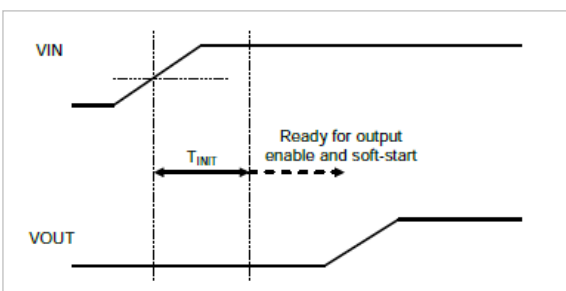 VIN
Ready for output
enable and soft-start
TINIT
VOUT